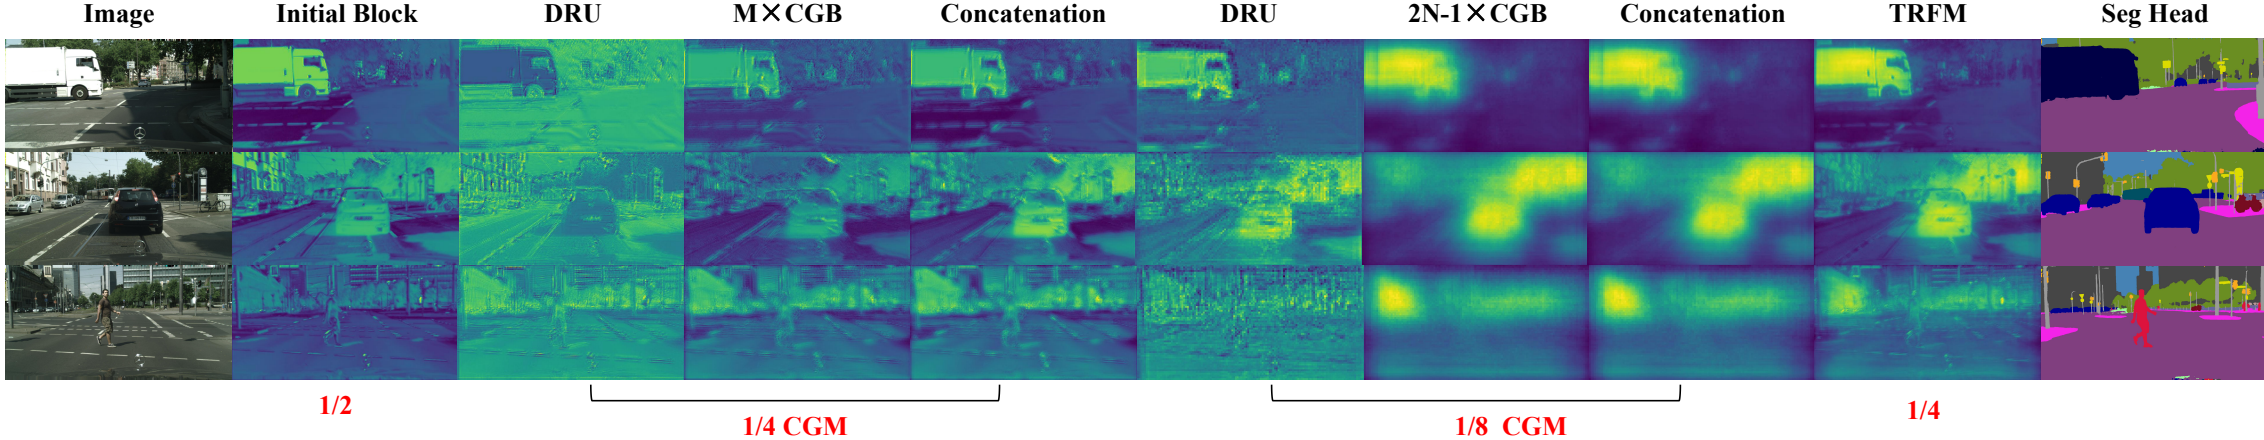 Image Initial Block DRU M×CGB Concatenation DRU 2N-1×CGB Concatenation TRFM Seg Head
1/2 1/4
1/4 CGM 1/8 CGM